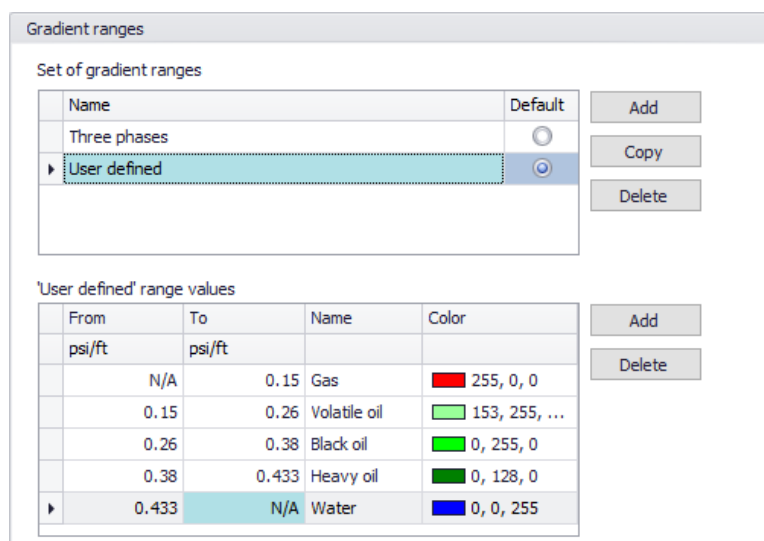 Gradient ranges
Set of gradient ranges
Name Default Add
Three phases
Copy
User defined
Delete
'User defined' range values
From To Name Color Add
psi/ft psi/ft
Delete
N/A 0.15 Gas 255, 0, 0
0.15 0.26 Volatile oil 153, 255, ...
0.26 0.38 Black oil 0, 255, 0
0.38 0.433 Heavy oil 0, 128, 0
0.433 N/A Water 0, 0, 255